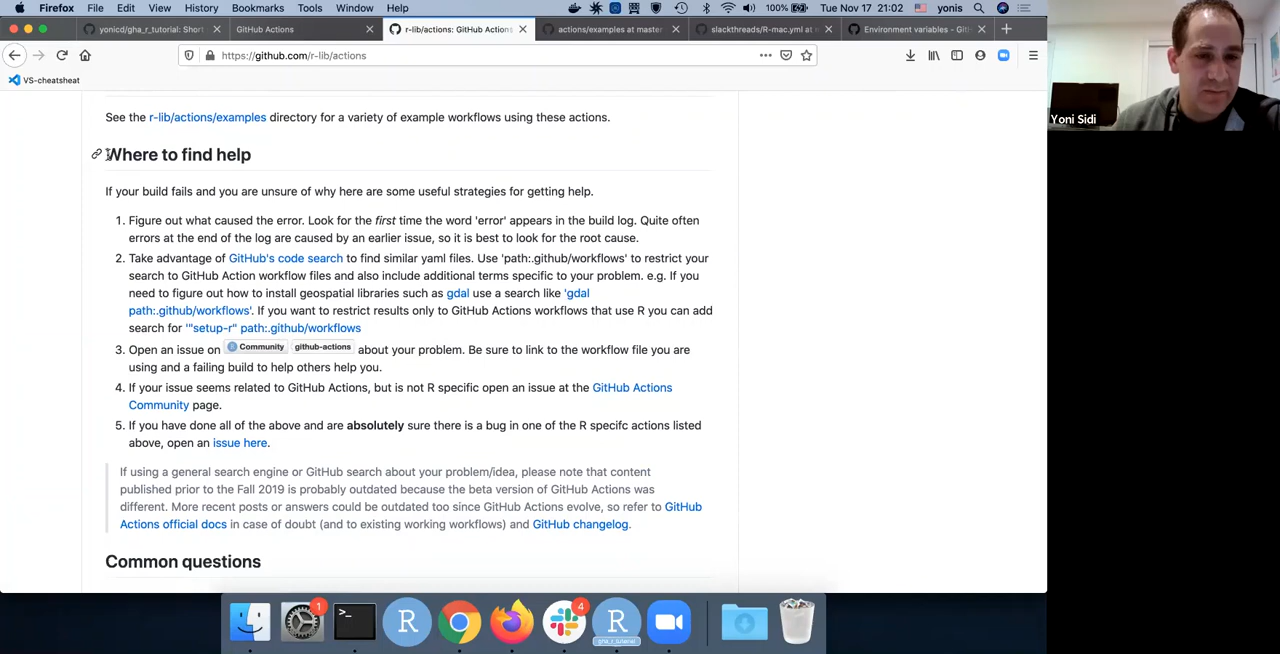 Firefox File Edit View History Bookmarks Tools Window Help 100% Tue Nov 17 21:02 yonis
yonicd/gha_r_tutorial: Short GitHub Actions r-lib/actions: GitHub Actions actions/examples at master slackthreads/R-mac.yml at Environment variables - Git
https://github.com/r-lib/actions
VS-cheatsheat
See the r-lib/actions/examples directory for a variety of example workflows using these actions.
Where to find help
If your build fails and you are unsure of why here are some useful strategies for getting help.
1. Figure out what caused the error. Look for the first time the word 'error' appears in the build log. Quite often
errors at the end of the log are caused by an earlier issue, so it is best to look for the root cause.
2. Take advantage of GitHub's code search to find similar yaml files. Use 'path:.github/workflows' to restrict your
search to GitHub Action workflow files and also include additional terms specific to your problem. e.g. If you
need to figure out how to install geospatial libraries such as gdal use a search like 'gdal
path:.github/workflows'. If you want to restrict results only to GitHub Actions workflows that use R you can add
search for '"setup-r" path:.github/workflows
3. Open an issue on Community github-actions about your problem. Be sure to link to the workflow file you are
using and a failing build to help others help you.
4. If your issue seems related to GitHub Actions, but is not R specific open an issue at the GitHub Actions
Community page.
5. If you have done all of the above and are absolutely sure there is a bug in one of the R specifc actions listed
above, open an issue here.
If using a general search engine or GitHub search about your problem/idea, please note that content
published prior to the Fall 2019 is probably outdated because the beta version of GitHub Actions was
different. More recent posts or answers could be outdated too since GitHub Actions evolve, so refer to GitHub
Actions official docs in case of doubt (and to existing working workflows) and GitHub changelog.
Common questions
Yoni Sidi
1
>_
R
4
R
gha_r_tutorial